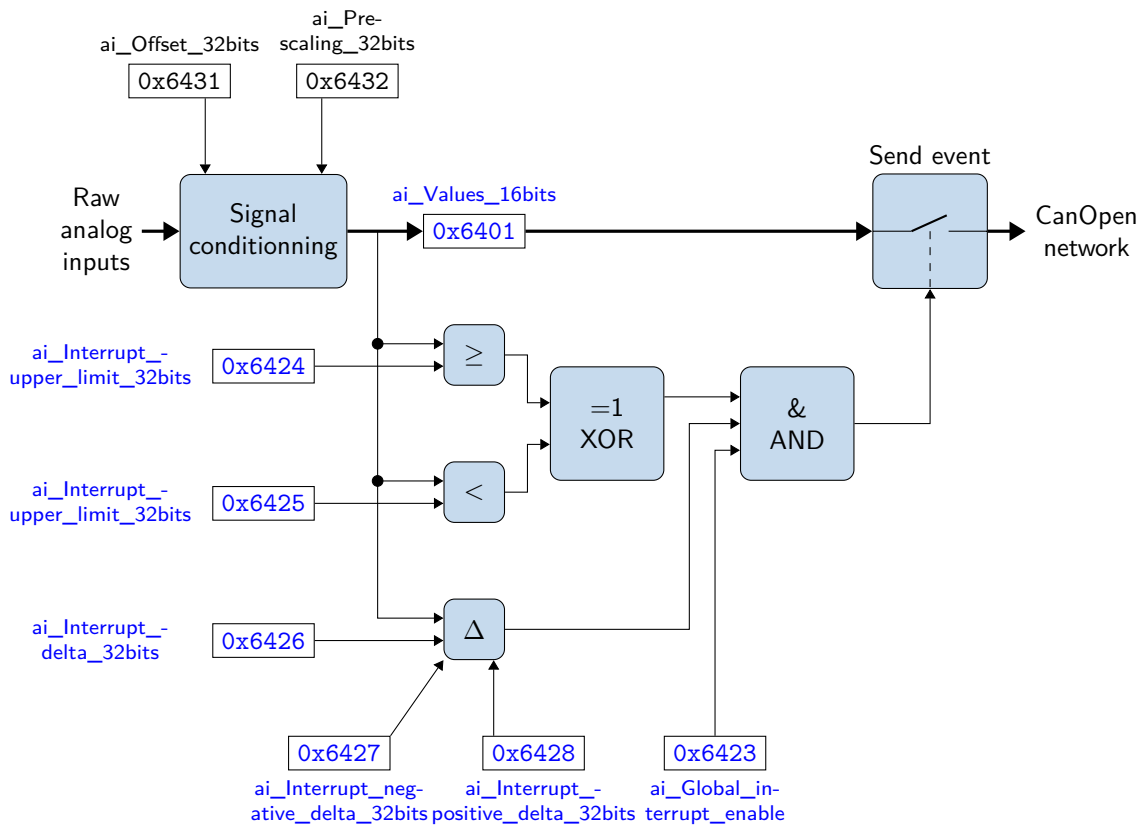 ai_Pre-
scaling_32bits
ai_Offset_32bits
0x6431
0x6432
Send event
Raw
analog
inputs
Signal
conditionning
ai_Values_16bits
0x6401
CanOpen
network
ai_Interrupt_-
upper_limit_32bits
0x6424
≥
=1
XOR
&
AND
ai_Interrupt_-
upper_limit_32bits
0x6425
<
ai_Interrupt_-
delta_32bits
0x6426
Δ
0x6427
0x6428
0x6423
ai_Interrupt_neg-
ative_delta_32bits
ai_Interrupt_-
positive_delta_32bits
ai_Global_in-
terrupt_enable